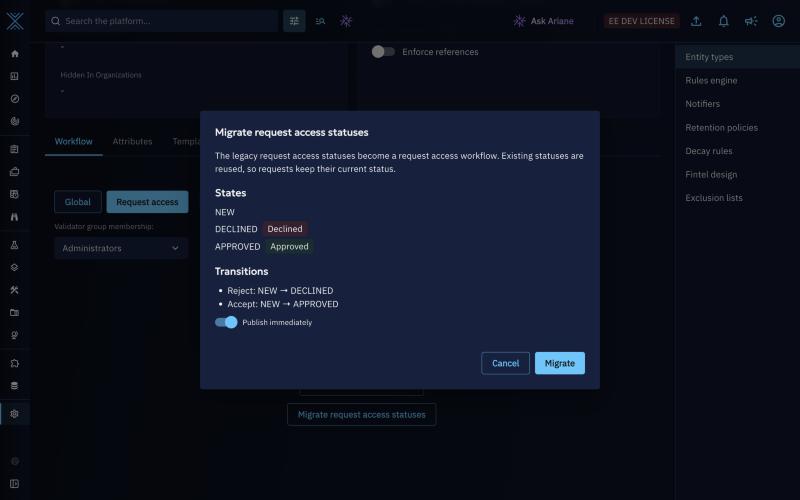 Search the platform...
Ask Ariane
EE DEV LICENSE
Enforce references
Hidden In Organizations
-
-
Entity types
Rules engine
Notifiers
Retention policies
Decay rules
Fintel design
Exclusion lists
Workflow
Attributes
Templa
Global
Request access
Validator group membership:
Administrators
Migrate request access statuses
The legacy request access statuses become a request access workflow. Existing statuses are
reused, so requests keep their current status.
States
NEW
DECLINED Declined
APPROVED Approved
Transitions
• Reject: NEW → DECLINED
• Accept: NEW → APPROVED
Publish immediately
Cancel
Migrate
Migrate request access statuses